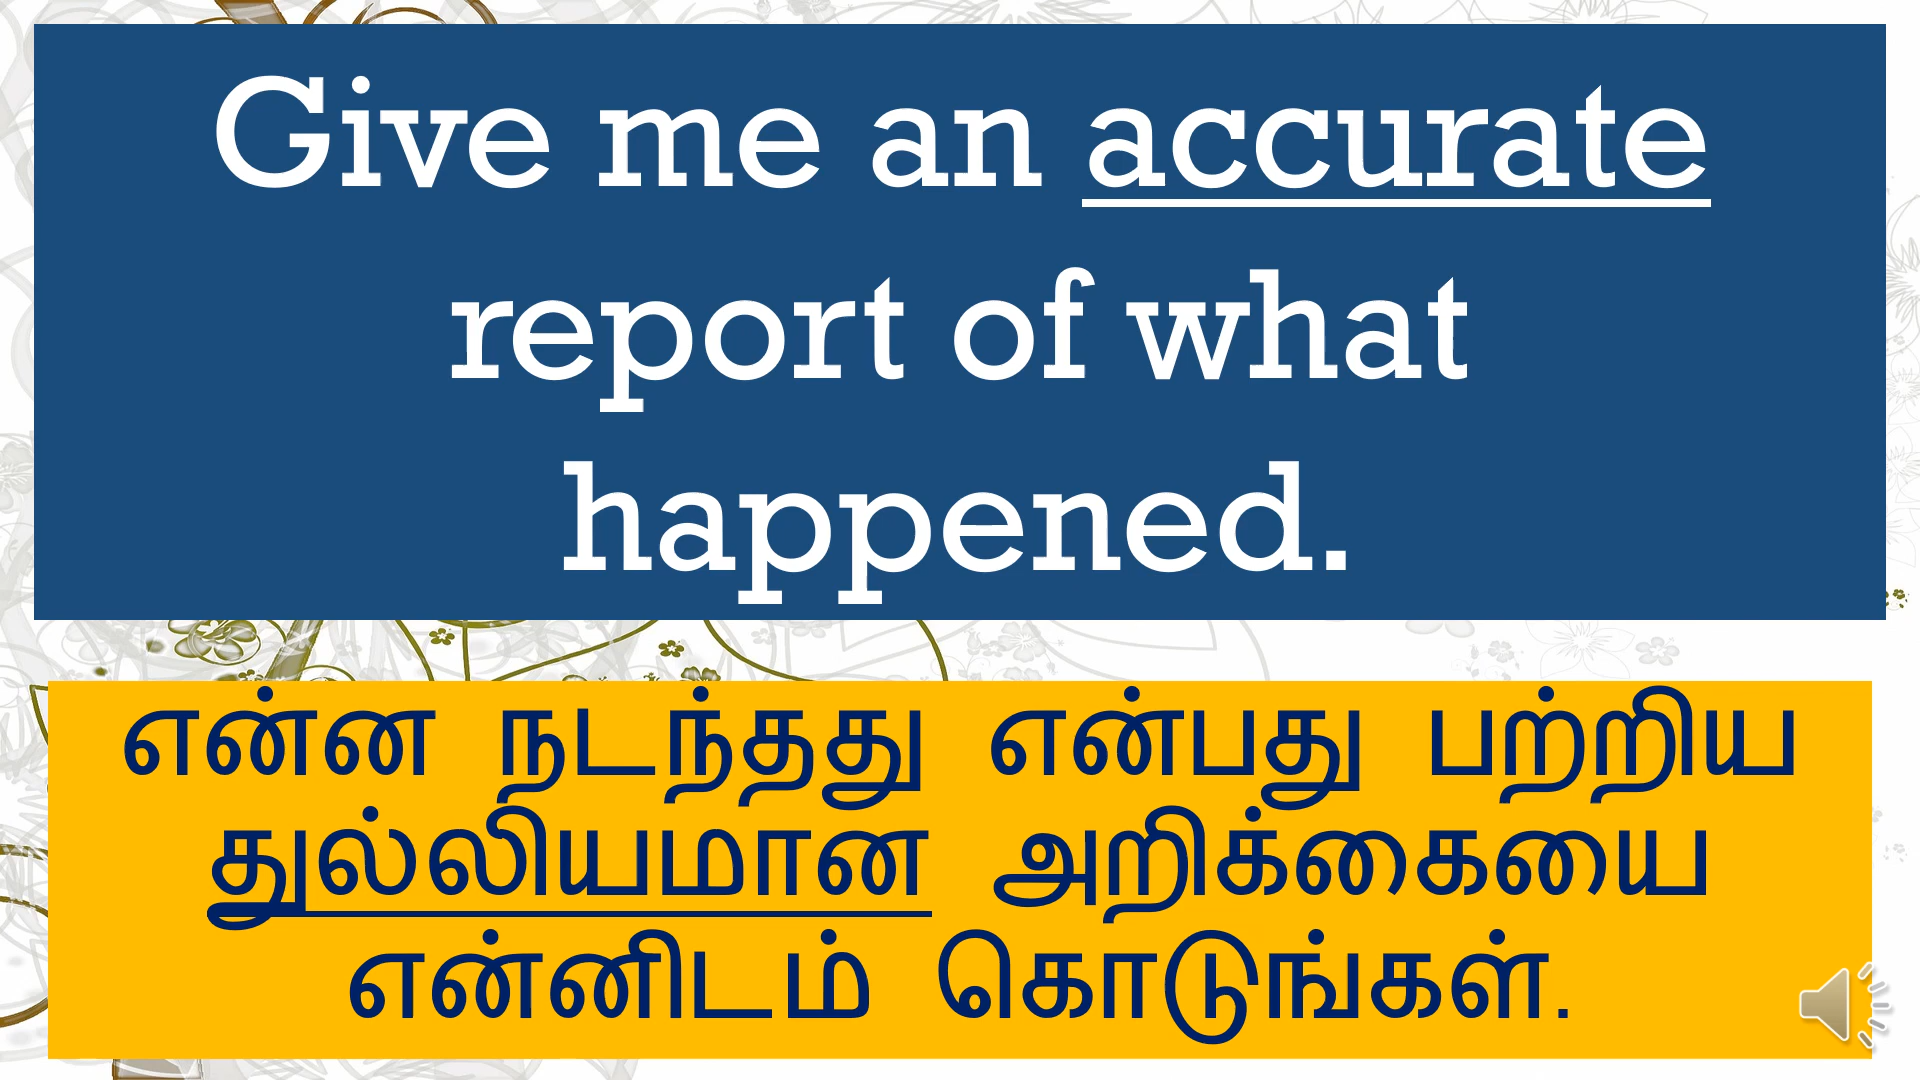 Give me an accurate
report of what
happened.
என்ன நடந்தது என்பது பற்றிய
துல்லியமான அறிக்கையை
என்னிடம் கொடுங்கள்.